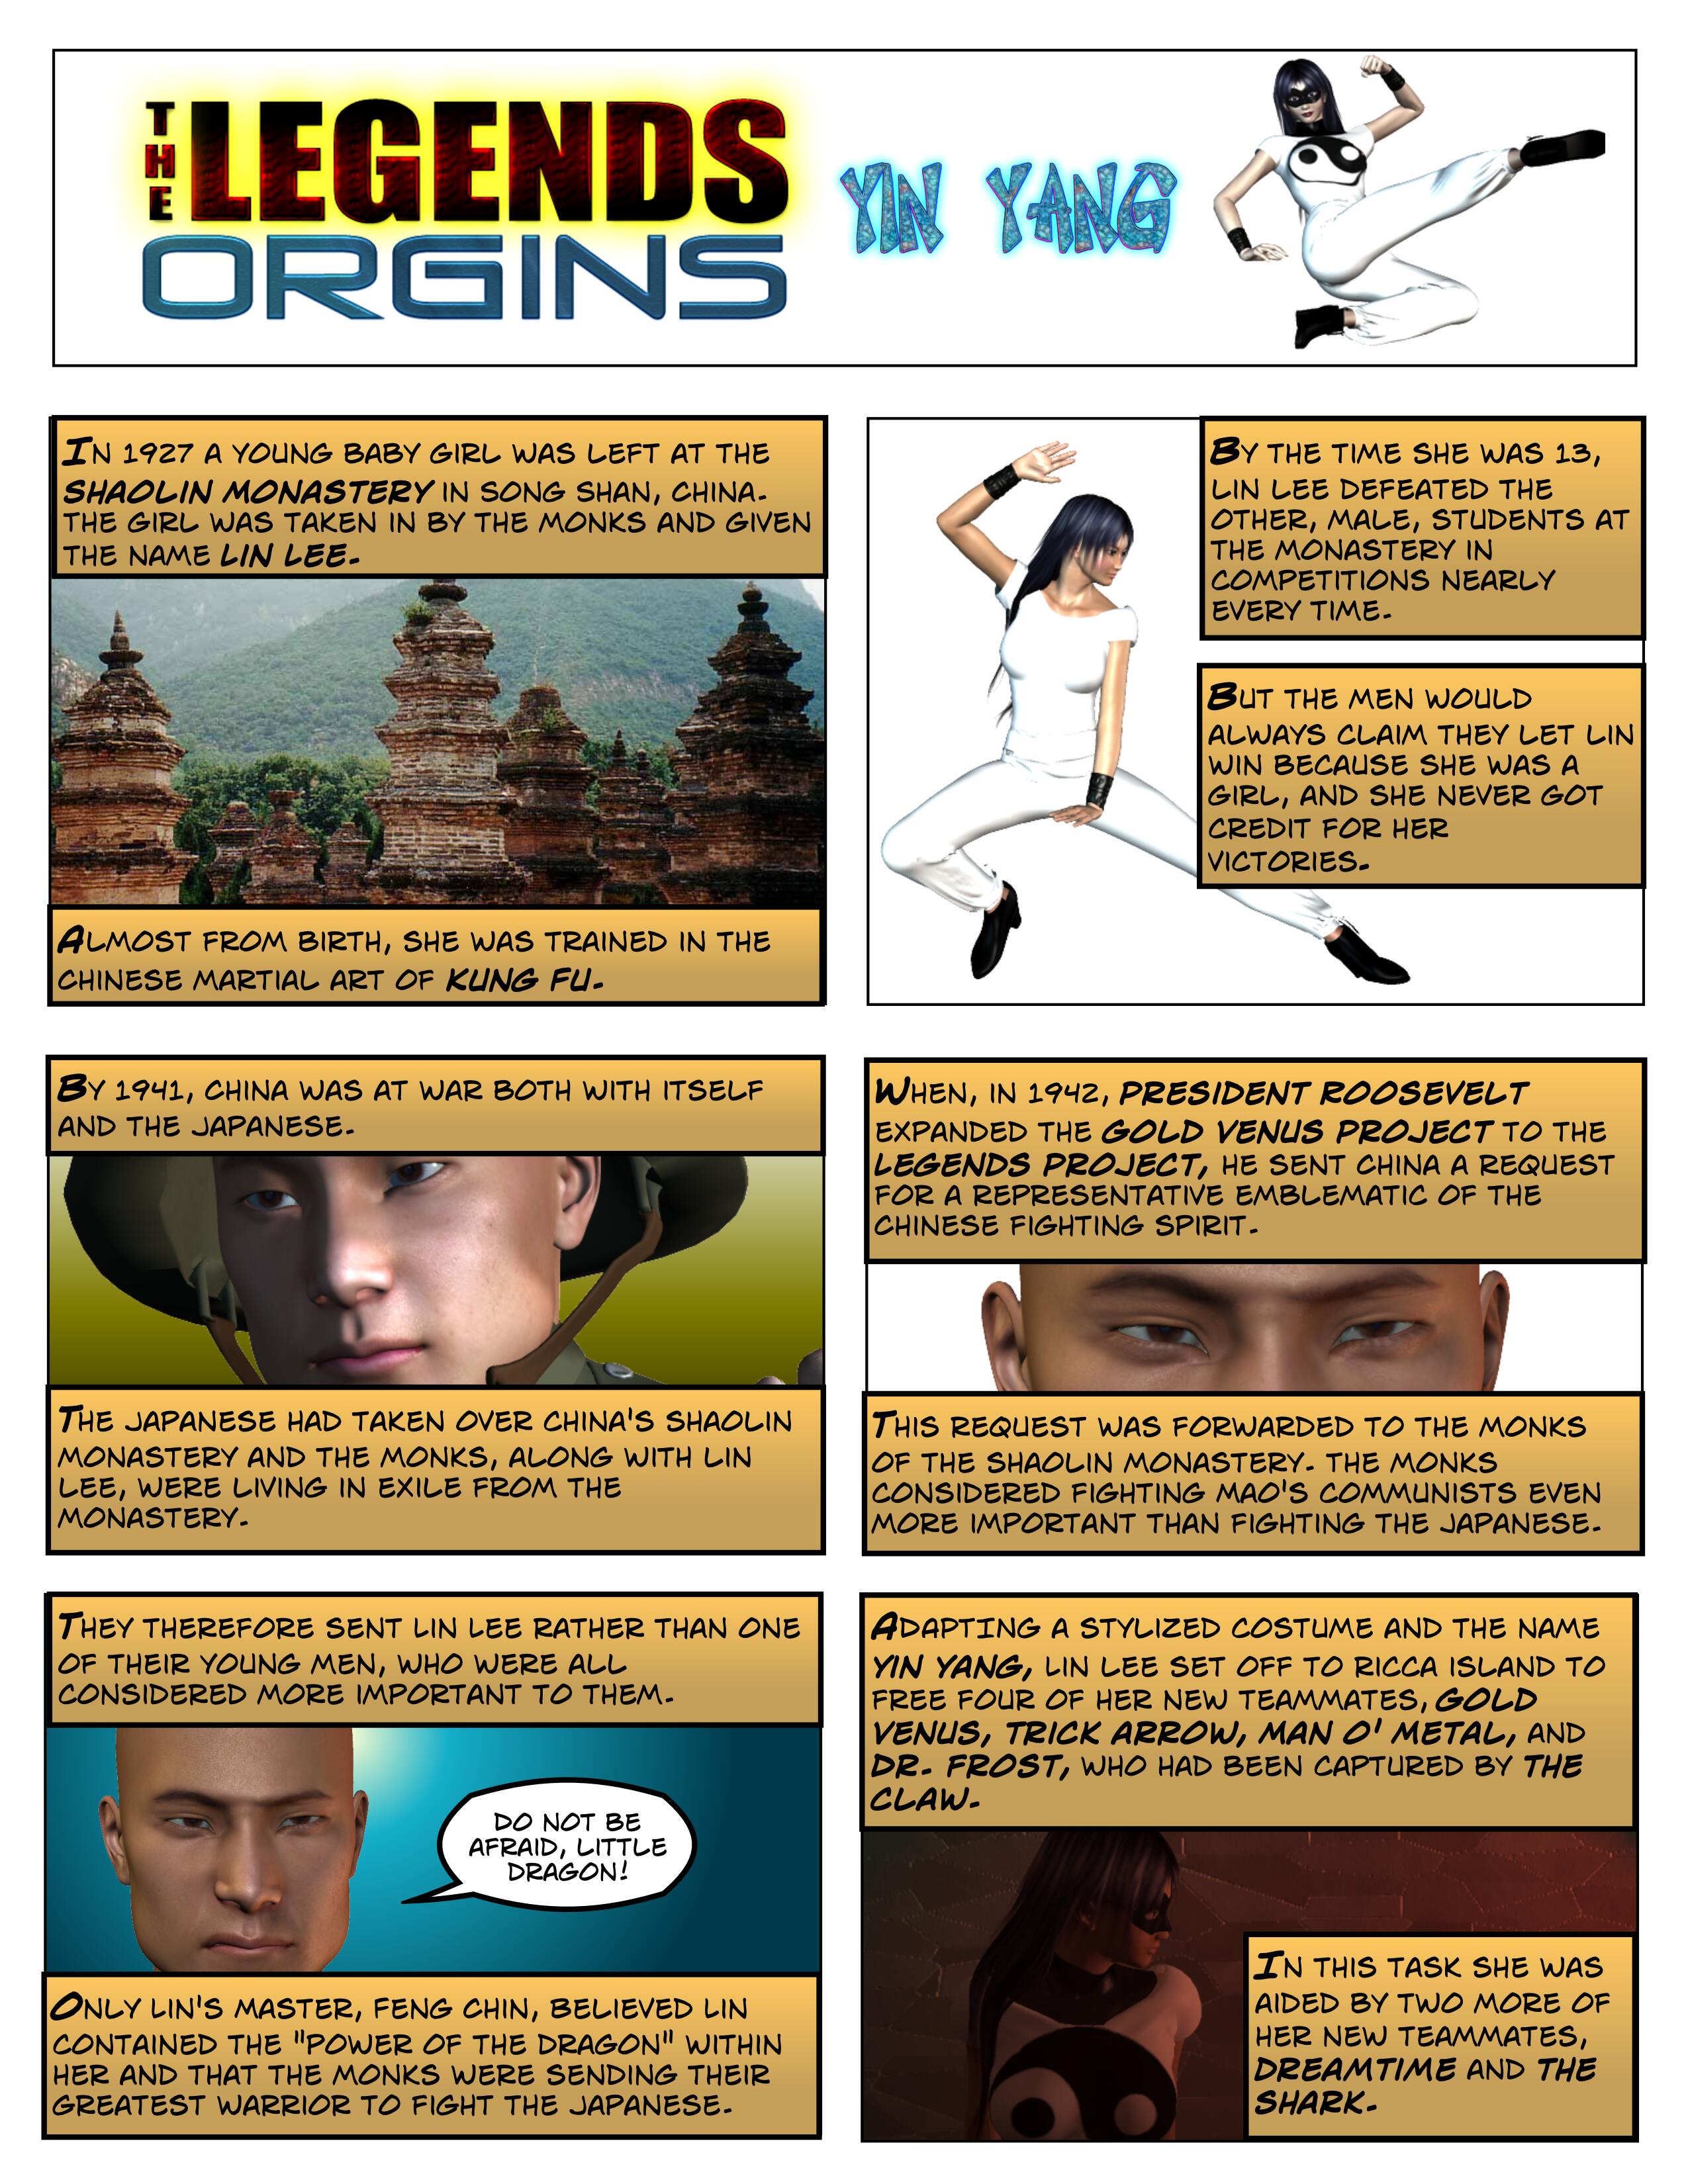 THE LEGENDS
ORGINS
YIN YANG
IN 1927 A YOUNG BABY GIRL WAS LEFT AT THE
SHAOLIN MONASTERY IN SONG SHAN, CHINA.
THE GIRL WAS TAKEN IN BY THE MONKS AND GIVEN
THE NAME LIN LEE.
ALMOST FROM BIRTH, SHE WAS TRAINED IN THE
CHINESE MARTIAL ART OF KUNG FU.
BY THE TIME SHE WAS 13,
LIN LEE DEFEATED THE
OTHER, MALE, STUDENTS AT
THE MONASTERY IN
COMPETITIONS NEARLY
EVERY TIME.
BUT THE MEN WOULD
ALWAYS CLAIM THEY LET LIN
WIN BECAUSE SHE WAS A
GIRL, AND SHE NEVER GOT
CREDIT FOR HER
VICTORIES.
BY 1941, CHINA WAS AT WAR BOTH WITH ITSELF
AND THE JAPANESE.
THE JAPANESE HAD TAKEN OVER CHINA'S SHAOLIN
MONASTERY AND THE MONKS, ALONG WITH LIN
LEE, WERE LIVING IN EXILE FROM THE
MONASTERY.
WHEN, IN 1942, PRESIDENT ROOSEVELT
EXPANDED THE GOLD VENUS PROJECT TO THE
LEGENDS PROJECT, HE SENT CHINA A REQUEST
FOR A REPRESENTATIVE EMBLEMATIC OF THE
CHINESE FIGHTING SPIRIT.
THIS REQUEST WAS FORWARDED TO THE MONKS
OF THE SHAOLIN MONASTERY. THE MONKS
CONSIDERED FIGHTING MAO'S COMMUNISTS EVEN
MORE IMPORTANT THAN FIGHTING THE JAPANESE.
THEY THEREFORE SENT LIN LEE RATHER THAN ONE
OF THEIR YOUNG MEN, WHO WERE ALL
CONSIDERED MORE IMPORTANT TO THEM.
DO NOT BE
AFRAID, LITTLE
DRAGON!
ONLY LIN'S MASTER, FENG CHIN, BELIEVED LIN
CONTAINED THE "POWER OF THE DRAGON" WITHIN
HER AND THAT THE MONKS WERE SENDING THEIR
GREATEST WARRIOR TO FIGHT THE JAPANESE.
ADAPTING A STYLIZED COSTUME AND THE NAME
YIN YANG, LIN LEE SET OFF TO RICCA ISLAND TO
FREE FOUR OF HER NEW TEAMMATES, GOLD
VENUS, TRICK ARROW, MAN O' METAL, AND
DR. FROST, WHO HAD BEEN CAPTURED BY THE
CLAW.
IN THIS TASK SHE WAS
AIDED BY TWO MORE OF
HER NEW TEAMMATES,
DREAMTIME AND THE
SHARK.